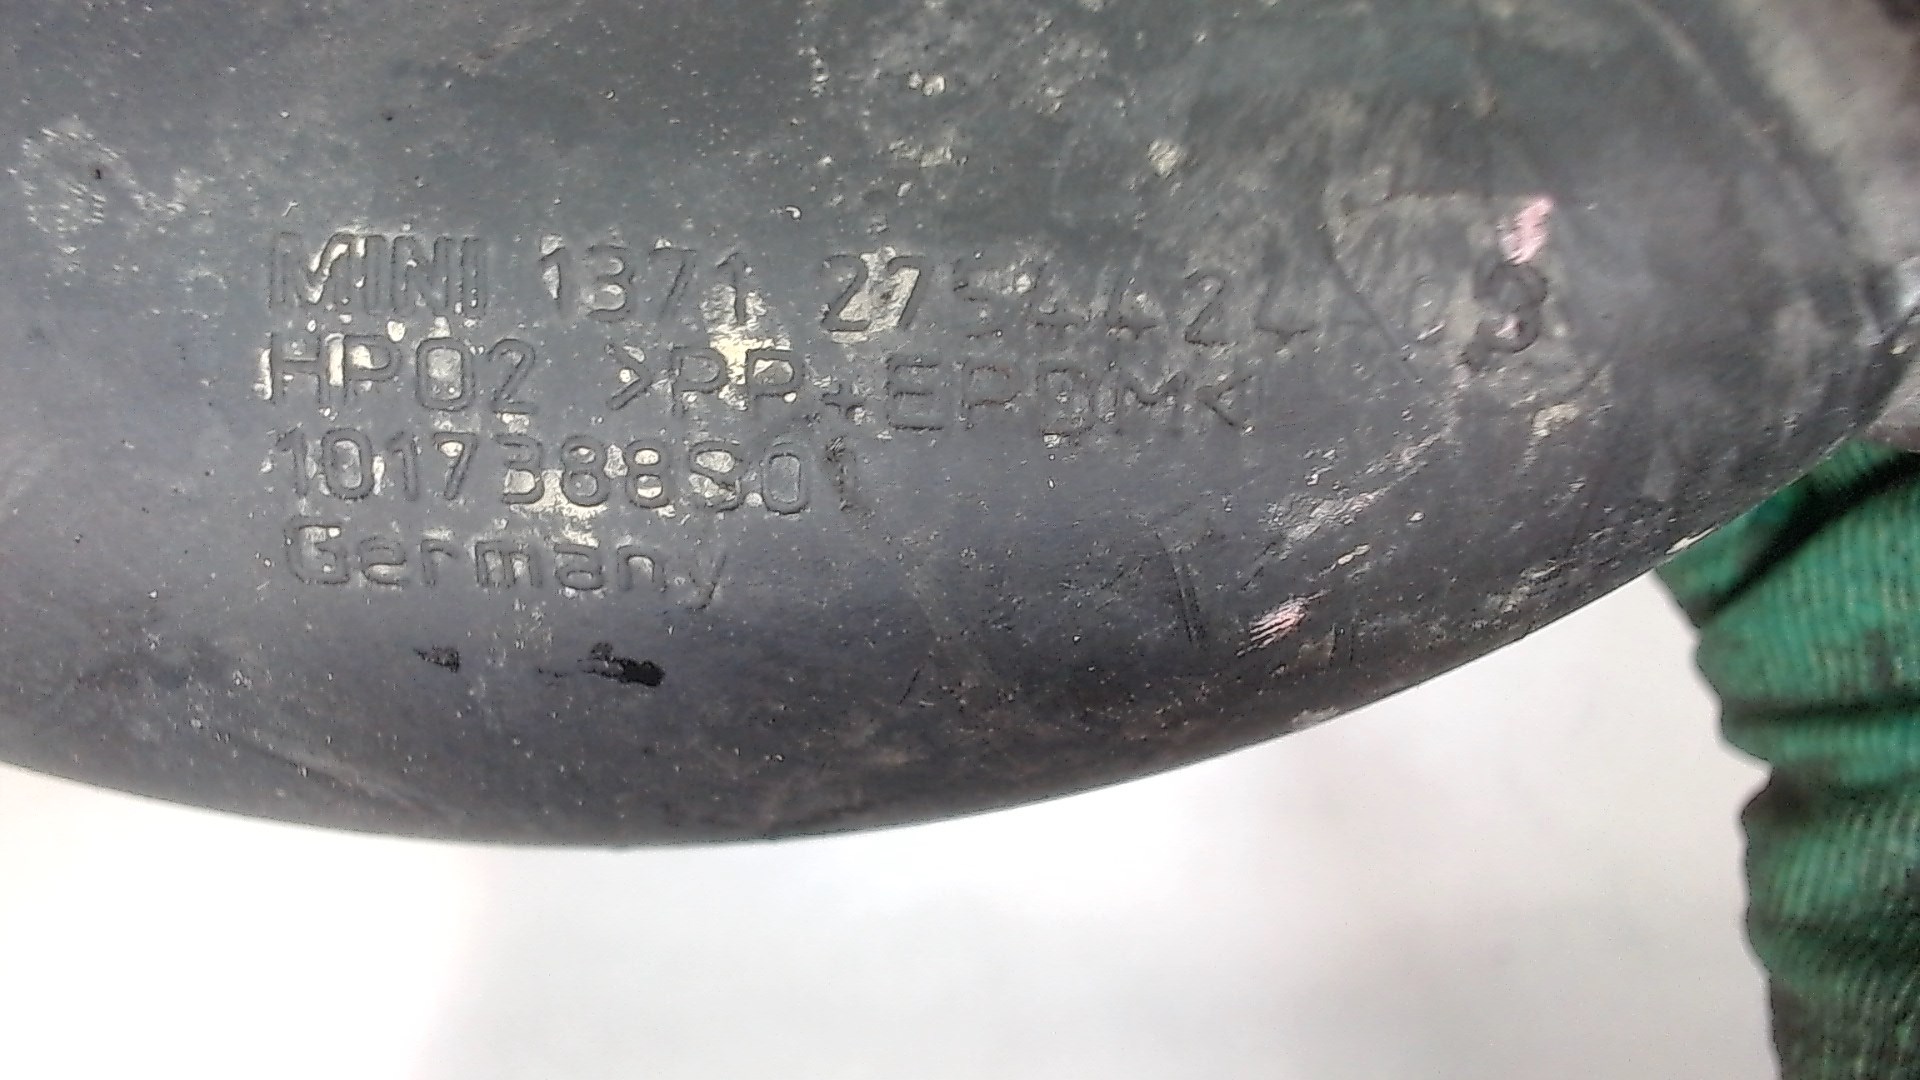 MINI 1371 2754424-03
HP02 >PP+EPDM<
1017388S01
Germany